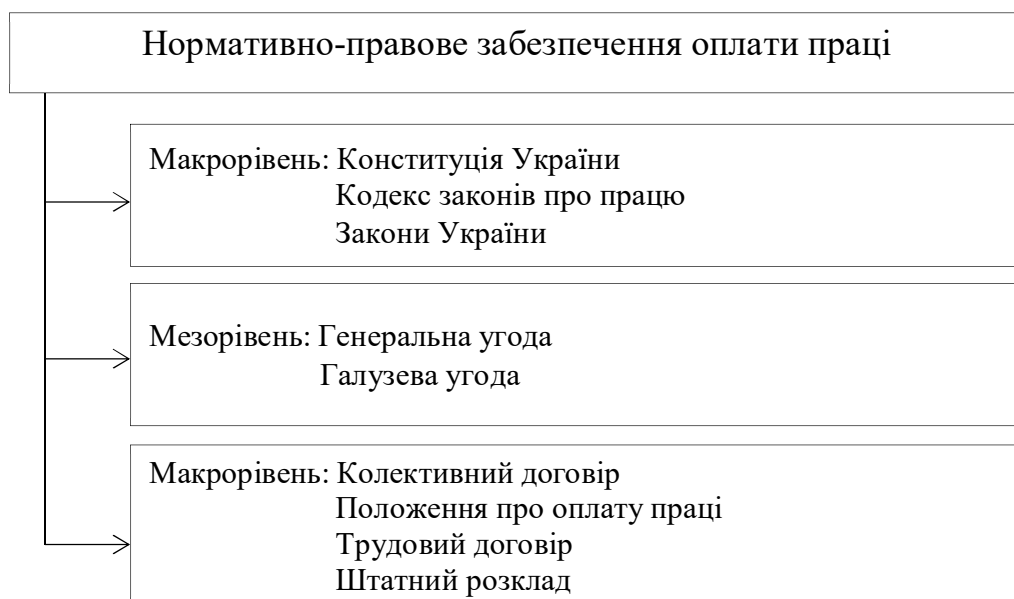 Нормативно-правове забезпечення оплати праці
Макрорівень: Конституція України
Кодекс законів про працю
Закони України
Мезорівень: Генеральна угода
Галузева угода
Макрорівень: Колективний договір
Положення про оплату праці
Трудовий договір
Штатний розклад